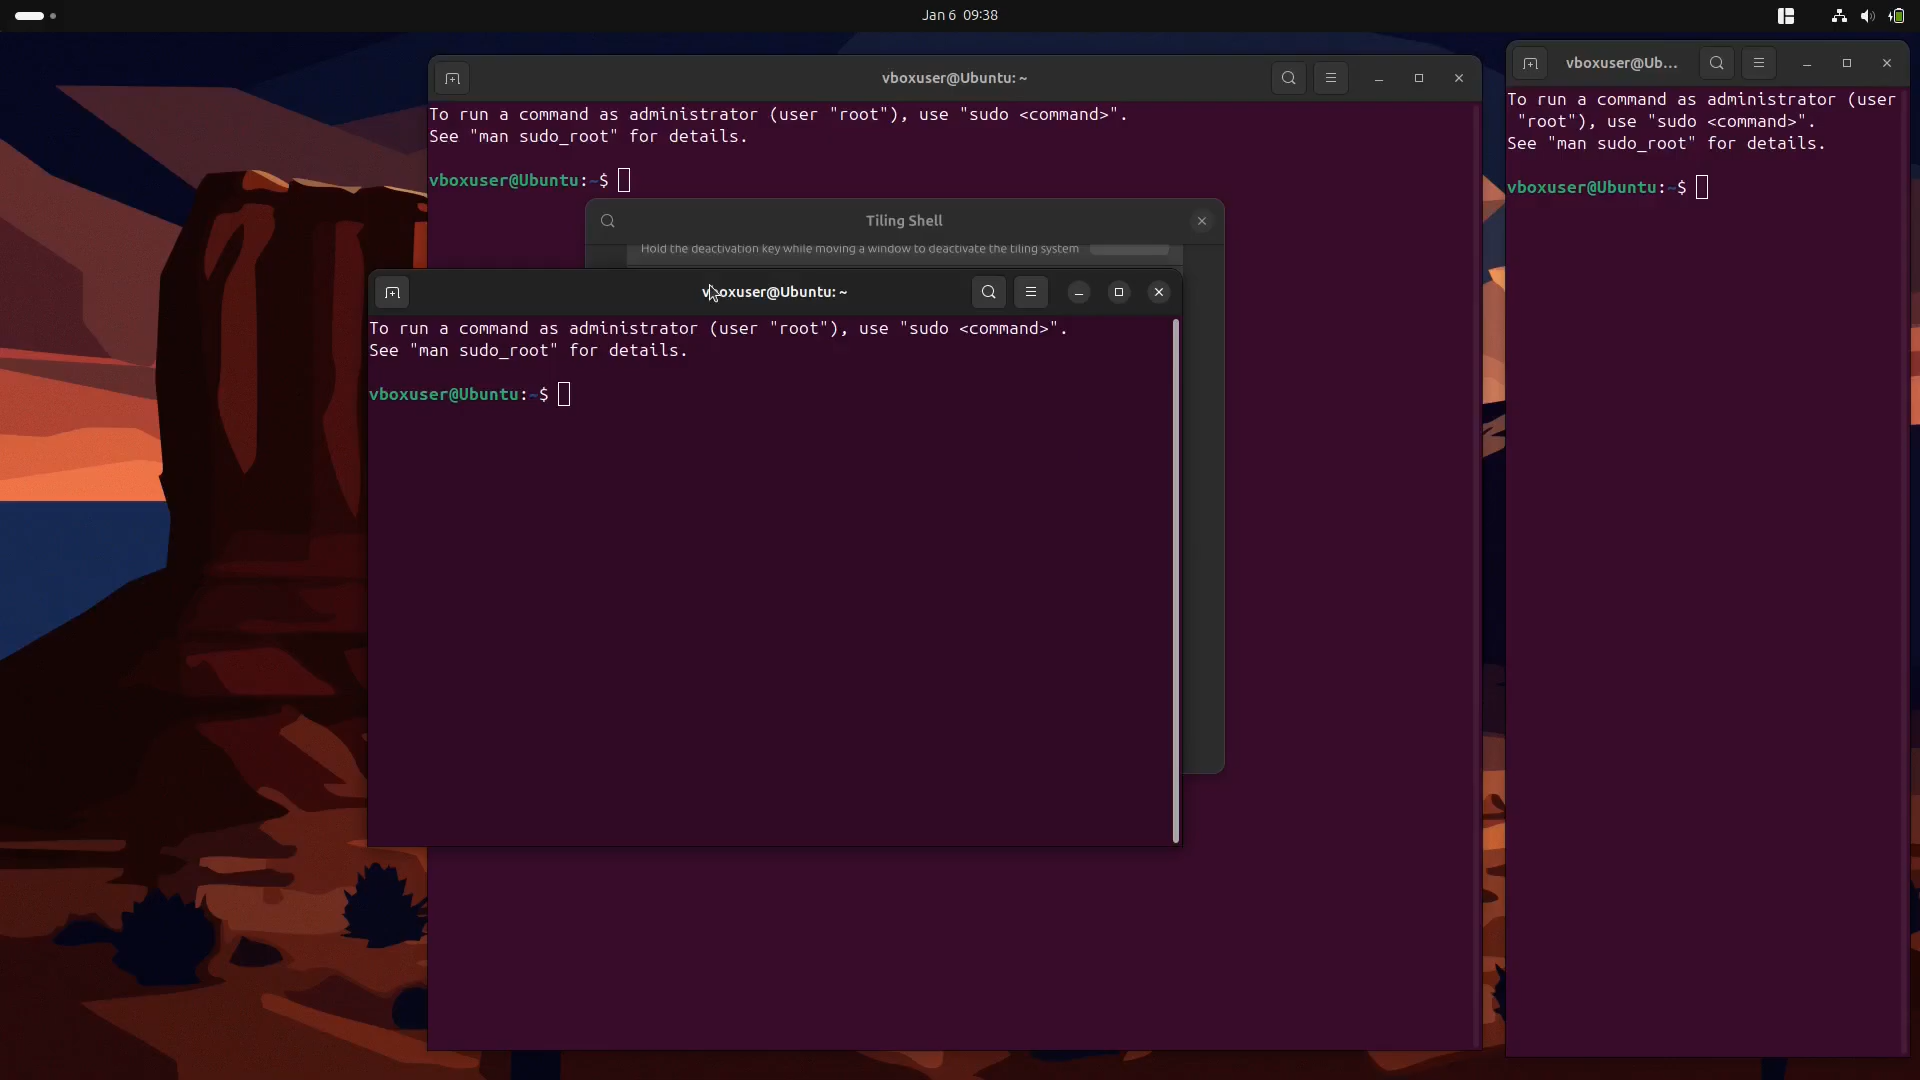 Jan 6 09:38
vboxuser@Ubuntu: ~
To run a command as administrator (user "root"), use "sudo <command>".
See "man sudo_root" for details.
vboxuser@Ubuntu:~$
Tiling Shell
Hold the deactivation key while moving a window to deactivate the tiling system
vboxuser@Ubuntu: ~
To run a command as administrator (user "root"), use "sudo <command>".
See "man sudo_root" for details.
vboxuser@Ubuntu:~$
vboxuser@Ub...
To run a command as administrator (user
"root"), use "sudo <command>".
See "man sudo_root" for details.
vboxuser@Ubuntu:~$